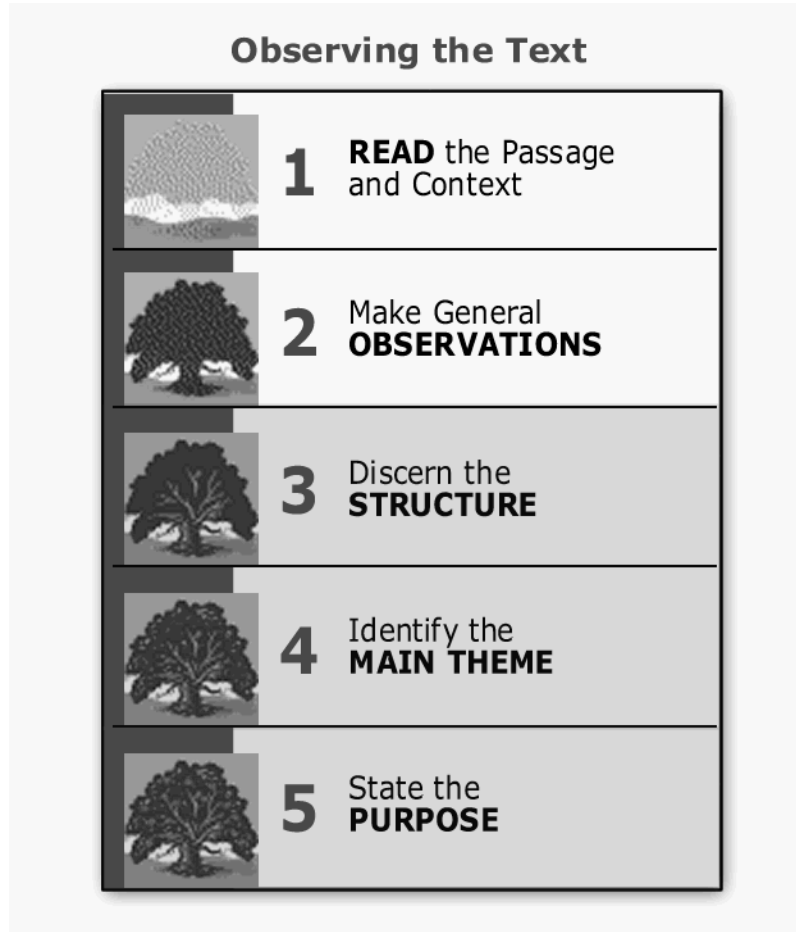 Observing the Text
1
READ the Passage
and Context
2
Make General
OBSERVATIONS
3
Discern the
STRUCTURE
4
Identify the
MAIN THEME
5
State the
PURPOSE